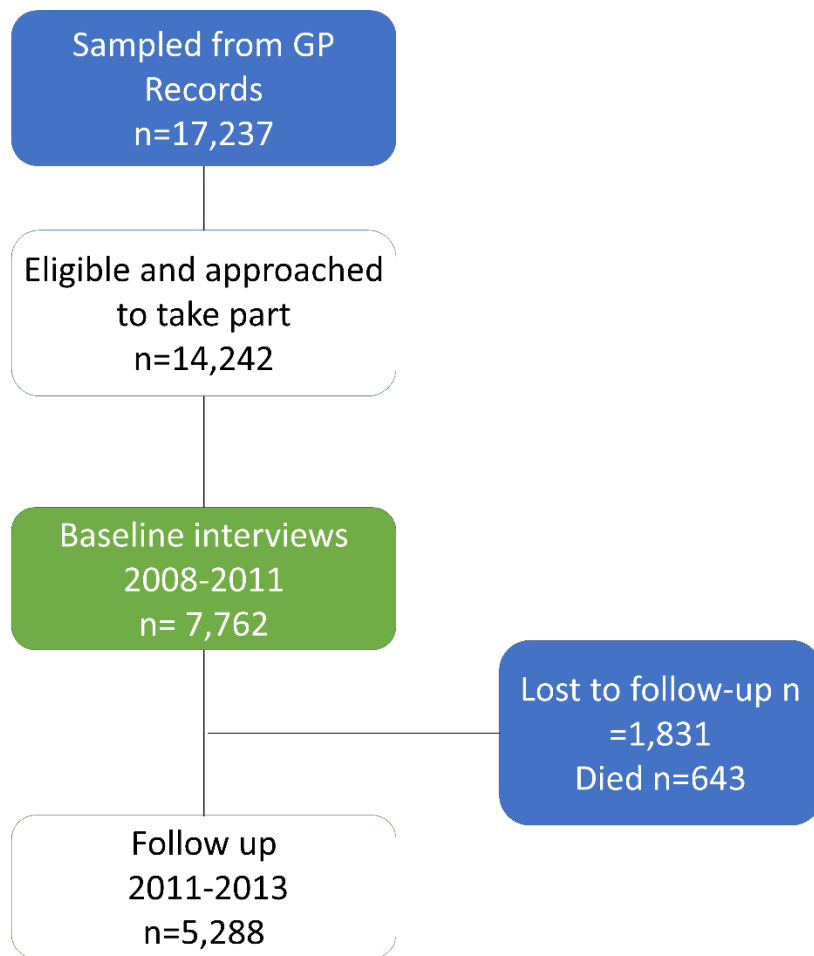 Sampled from GP
Records
n=17,237
Eligible and approached
to take part
n=14,242
Baseline interviews
2008-2011
n= 7,762
Lost to follow-up n
=1,831
Died n=643
Follow up
2011-2013
n=5,288